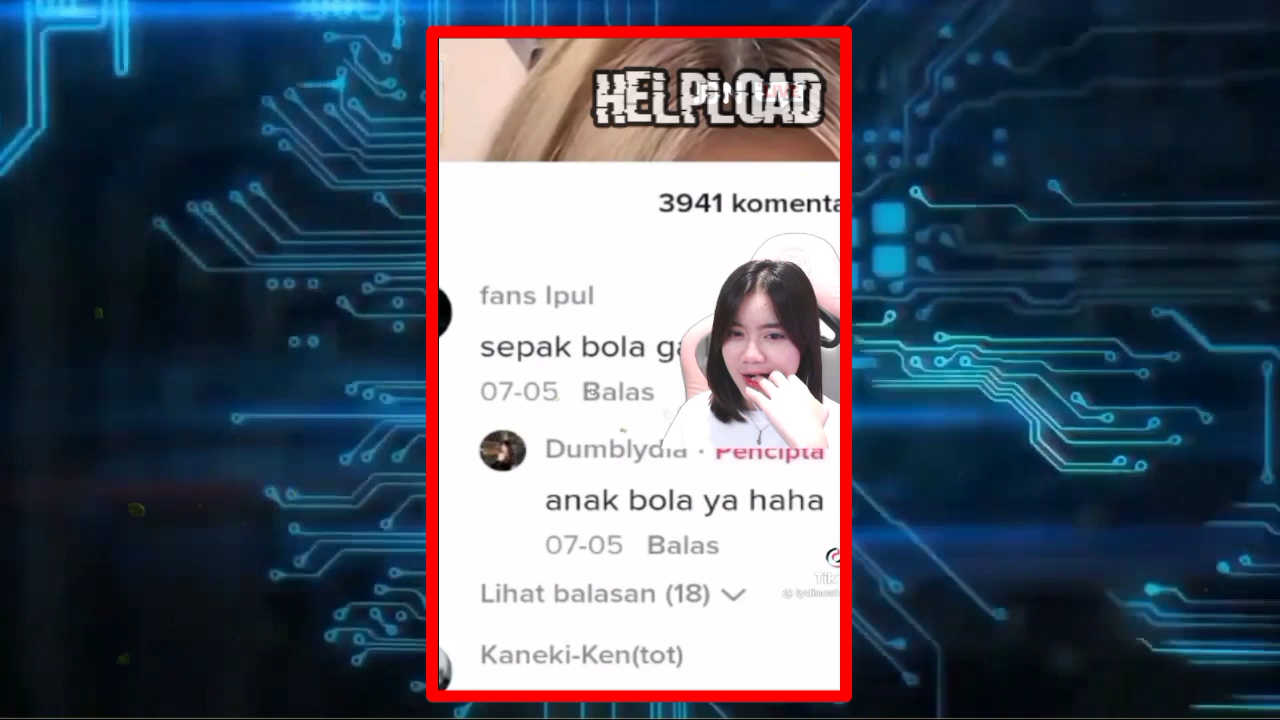 HELPLOAD
3941 komenta
fans Ipul
sepak bola ga
07-05 Balas
Dumblydia · Pencipta
anak bola ya haha
07-05 Balas
Lihat balasan (18)
Kaneki-Ken(tot)